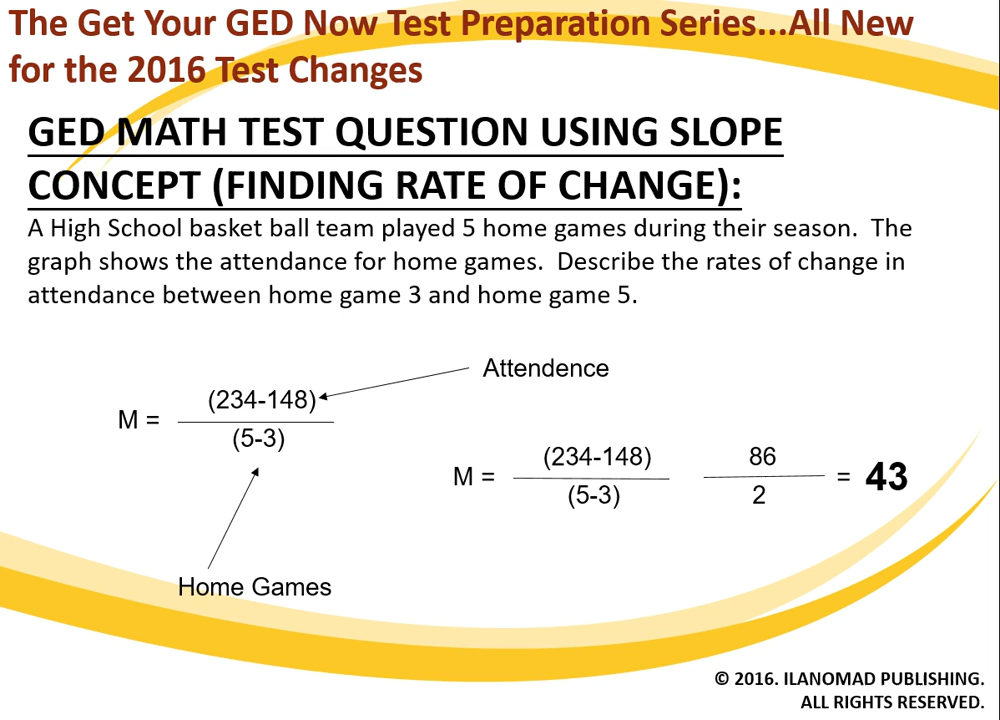 The Get Your GED Now Test Preparation Series...All New
for the 2016 Test Changes
GED MATH TEST QUESTION USING SLOPE
CONCEPT (FINDING RATE OF CHANGE):
A High School basket ball team played 5 home games during their season.  The
graph shows the attendance for home games.  Describe the rates of change in
attendance between home game 3 and home game 5.
Attendence
(234-148)
M =
(5-3)
(234-148) 86
M = = 43
(5-3) 2
Home Games
© 2016. ILANOMAD PUBLISHING.
ALL RIGHTS RESERVED.